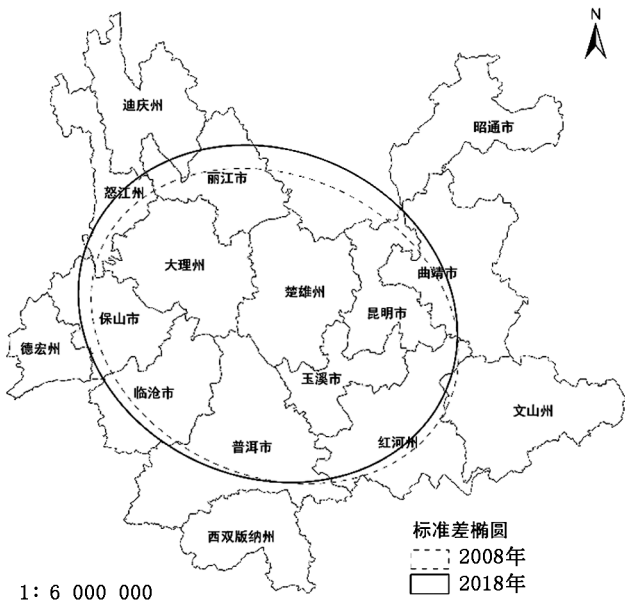 N
迪庆州
昭通市
丽江市
怒江州
大理州
曲靖市
楚雄州
昆明市
保山市
德宏州
玉溪市
临沧市
文山州
红河州
普洱市
西双版纳州
标准差椭圆
2008年
2018年
1: 6 000 000